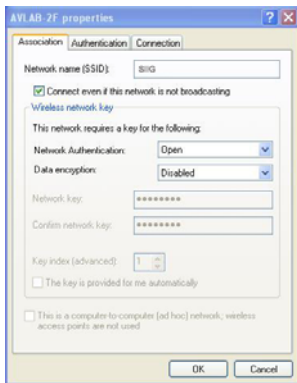 AVLAB-2F properties
Association Authentication Connection
Network name (SSID): SIIG
Connect even if this network is not broadcasting
Wireless network key
This network requires a key for the following:
Network Authentication: Open
Data encryption: Disabled
Network key: ••••••••
Confirm network key: ••••••••
Key index (advanced): 1
The key is provided for me automatically
This is a computer-to-computer (ad hoc) network; wireless
access points are not used
OK Cancel